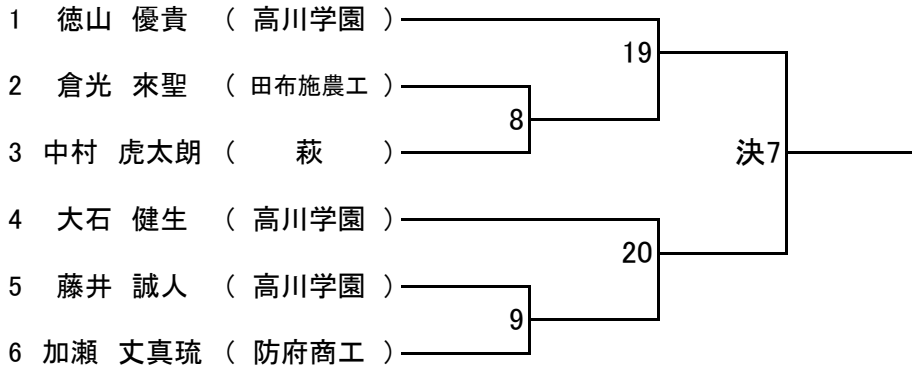 1 徳山 優貴 ( 高川学園 )
19
2 倉光 來聖 ( 田布施農工 )
8
3 中村 虎太朗 ( 萩 )
決7
4 大石 健生 ( 高川学園 )
20
5 藤井 誠人 ( 高川学園 )
9
6 加瀬 丈真琉 ( 防府商工 )